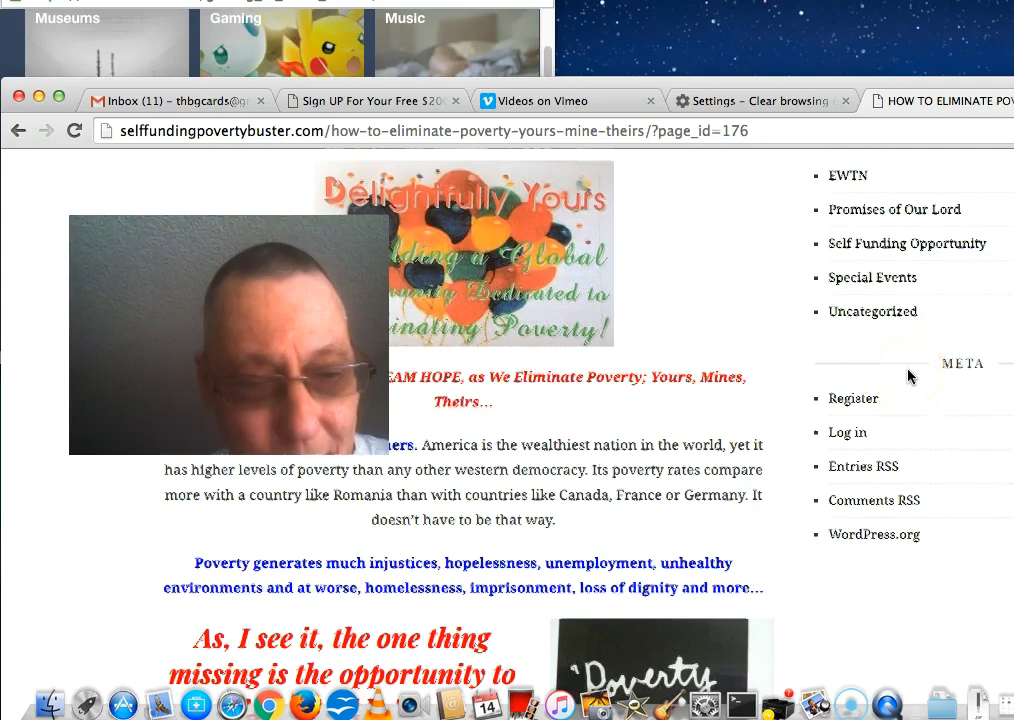 Museums
Gaming
Music
Inbox (11) – thbgcards@g
Sign UP For Your Free $20
Videos on Vimeo
Settings – Clear browsing
HOW TO ELIMINATE POV
selffundingpovertybuster.com/how-to-eliminate-poverty-yours-mine-theirs/?page_id=176
Delightfully Yours
lding a Global
unity Dedicated to
inating Poverty!
EAM HOPE, as We Eliminate Poverty; Yours, Mines,
Theirs…
ers. America is the wealthiest nation in the world, yet it
has higher levels of poverty than any other western democracy. Its poverty rates compare
more with a country like Romania than with countries like Canada, France or Germany. It
doesn't have to be that way.
Poverty generates much injustices, hopelessness, unemployment, unhealthy
environments and at worse, homelessness, imprisonment, loss of dignity and more…
As, I see it, the one thing
missing is the opportunity to
'Poverty
EWTN
Promises of Our Lord
Self Funding Opportunity
Special Events
Uncategorized
META
Register
Log in
Entries RSS
Comments RSS
WordPress.org
14